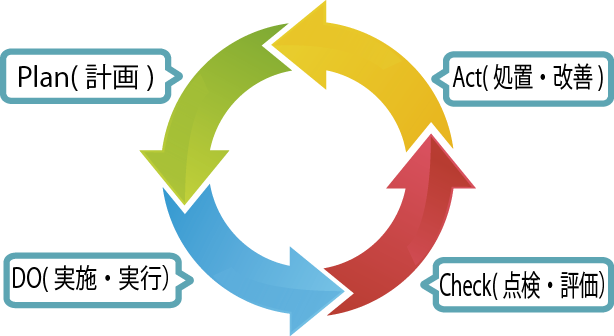 Plan( 計画 )
Act( 処置・改善 )
DO( 実施・実行)
Check( 点検・評価)